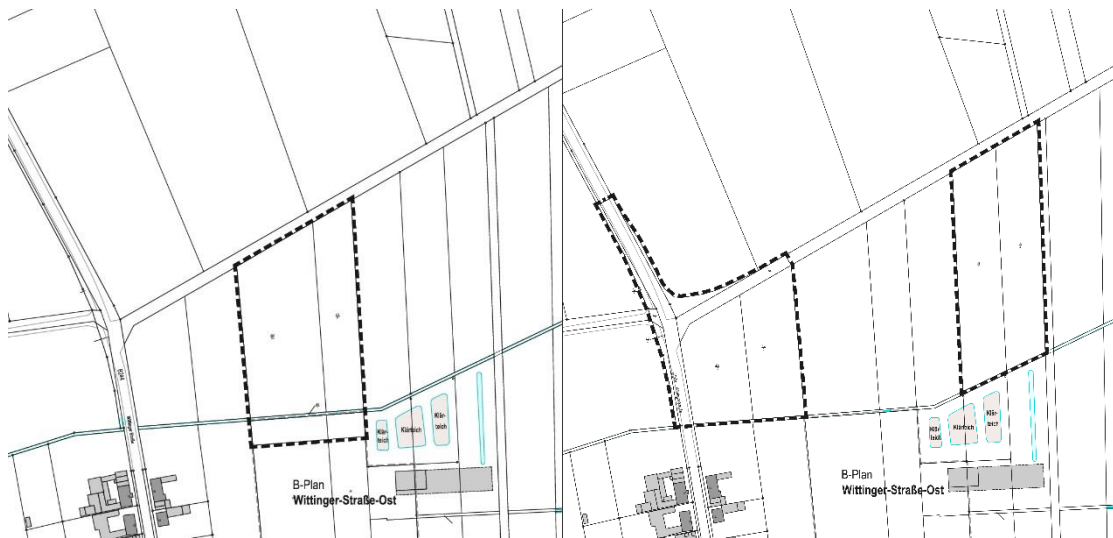 Klär-
teich
Klärteich
Klär-
teich
B-Plan
Wittinger-Straße-Ost
Klär-
teich
Klärteich
Klär-
teich
B-Plan
Wittinger-Straße-Ost